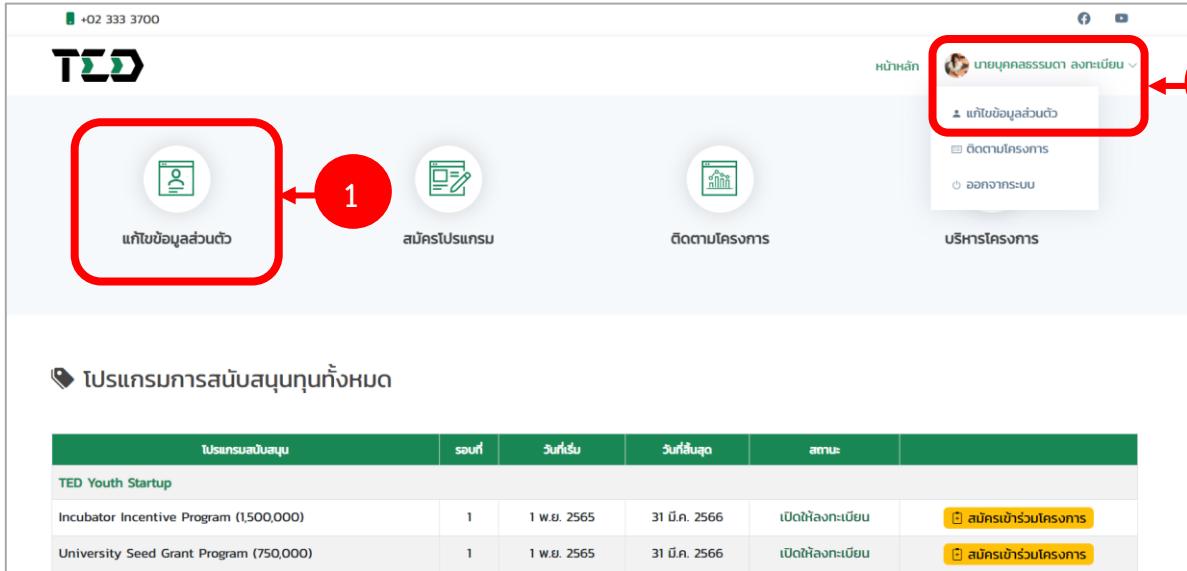 +02 333 3700
TED
หน้าหลัก
นายบุคคลธรรมดา ลงทะเบียน
แก้ไขข้อมูลส่วนตัว
ติดตามโครงการ
ออกจากระบบ
1
แก้ไขข้อมูลส่วนตัว
สมัครโปรแกรม
ติดตามโครงการ
บริหารโครงการ
โปรแกรมการสนับสนุนทุนทั้งหมด
โปรแกรมสนับสนุน รอบที่ วันที่เริ่ม วันที่สิ้นสุด สถานะ
TED Youth Startup
Incubator Incentive Program (1,500,000) 1 1 พ.ย. 2565 31 มี.ค. 2566 เปิดให้ลงทะเบียน สมัครเข้าร่วมโครงการ
University Seed Grant Program (750,000) 1 1 พ.ย. 2565 31 มี.ค. 2566 เปิดให้ลงทะเบียน สมัครเข้าร่วมโครงการ